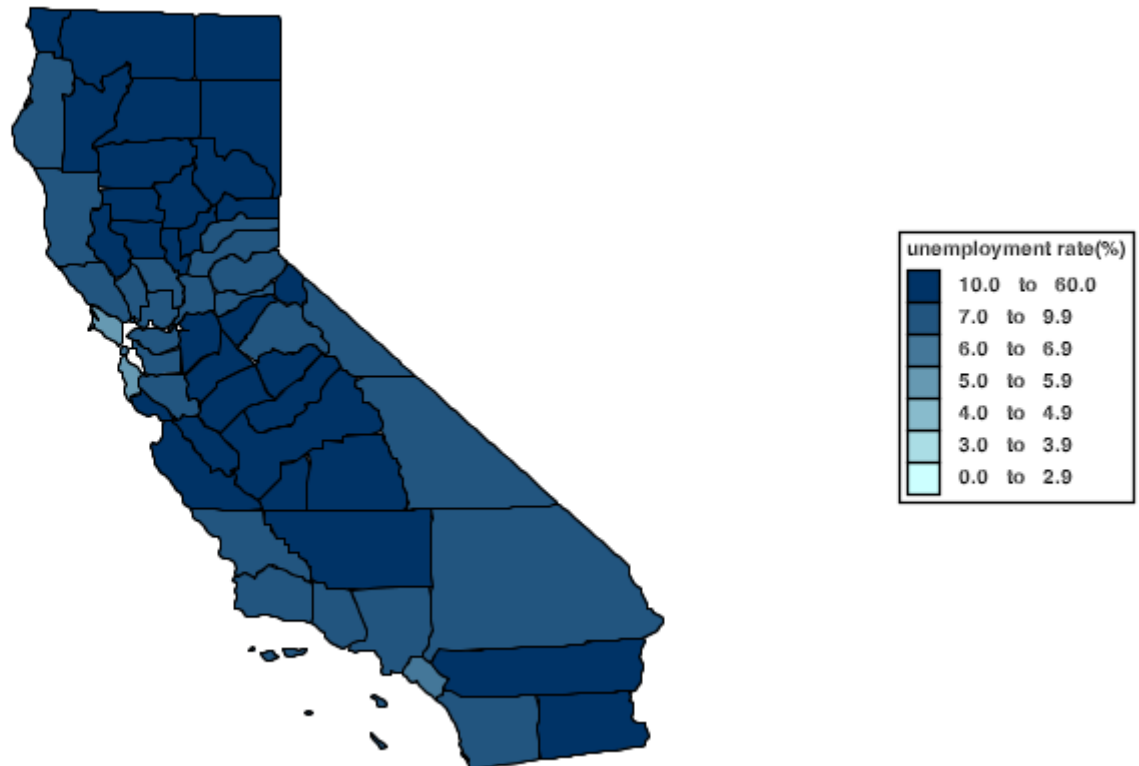 unemployment rate(%)
10.0 to 60.0
7.0 to 9.9
6.0 to 6.9
5.0 to 5.9
4.0 to 4.9
3.0 to 3.9
0.0 to 2.9